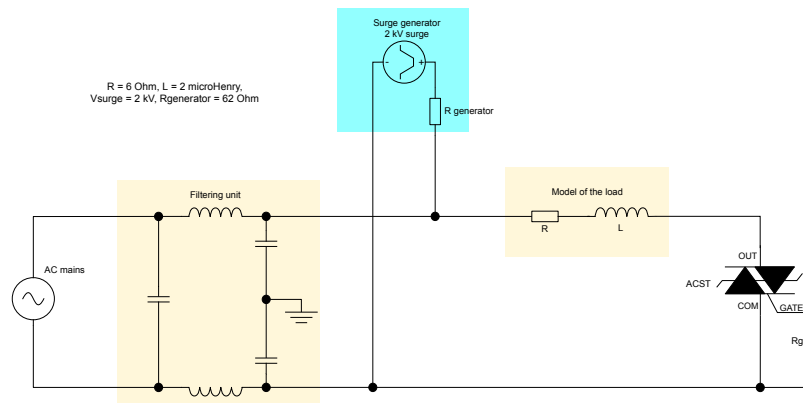 Surge generator
2 kV surge
-
+
R generator
R = 6 Ohm, L = 2 microHenry,
Vsurge = 2 kV, Rgenerator = 62 Ohm
Filtering unit
Model of the load
R
L
AC mains
OUT
ACST
COM
GATE
Rg